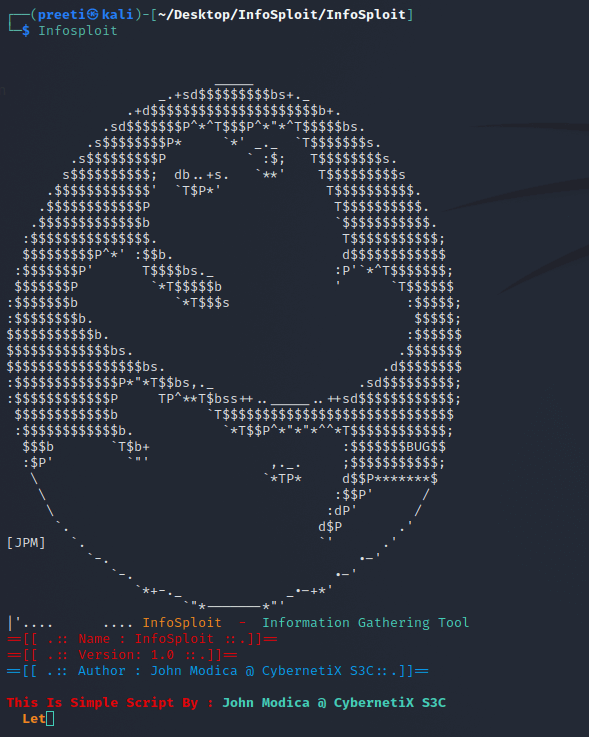 ┌──(preeti㉿kali)-[~/Desktop/InfoSploit/InfoSploit]
└─$ Infosploit
BUG
[JPM]
|'....      .... InfoSploit  -  Information Gathering Tool
==[[ .:: Name : InfoSploit ::.]]==
==[[ .:: Version: 1.0 ::.]]==
==[[ .:: Author : John Modica @ CybernetiX S3C::.]]==
This Is Simple Script By : John Modica @ CybernetiX S3C
Let